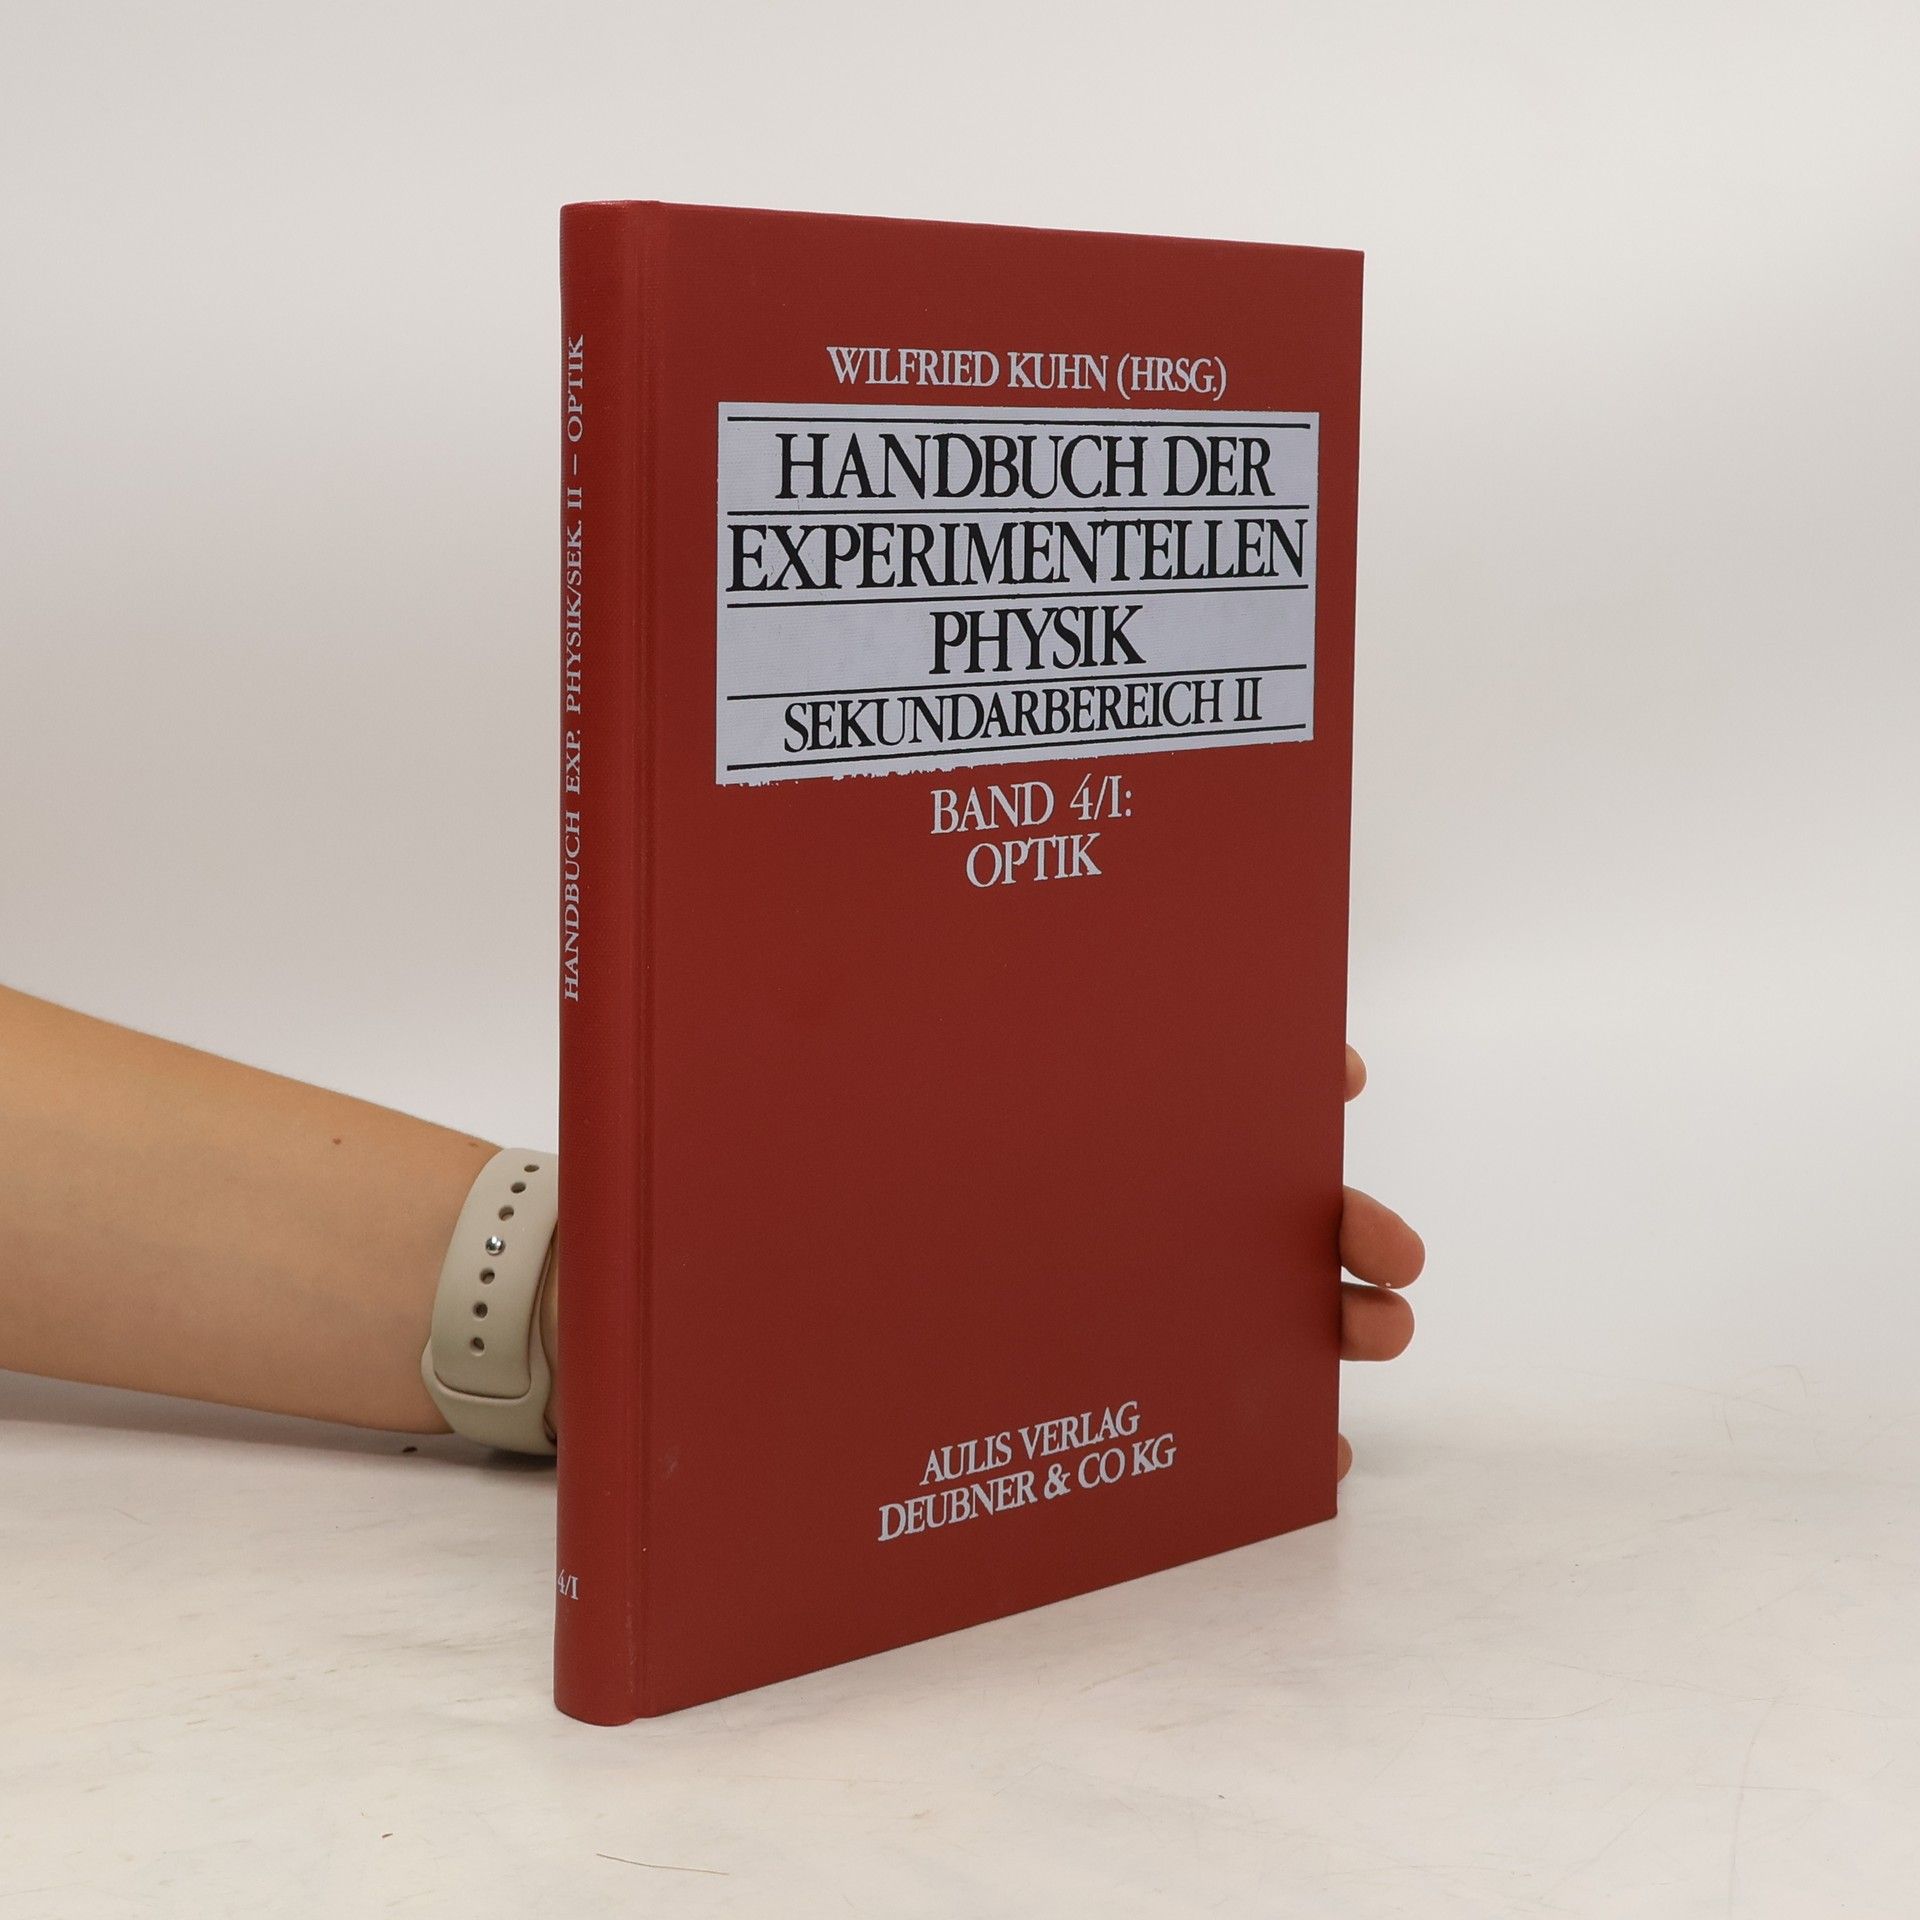 WILFRIED KUHN (HRSG.)
HANDBUCH DER
EXPERIMENTELLEN
PHYSIK
SEKUNDARBEREICH II
BAND 4/I:
OPTIK
AULIS VERLAG
DEUBNER & CO KG
HANDBUCH EXP. PHYSIK/SEK. II – OPTIK
4/I